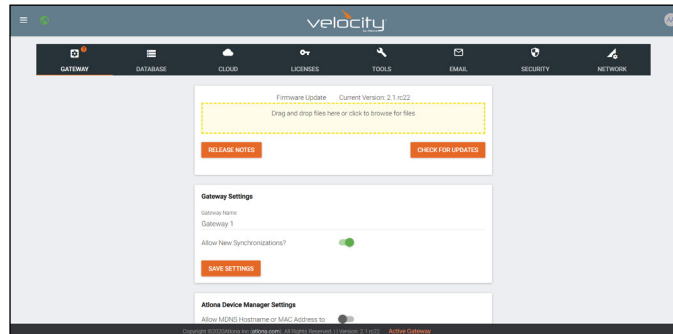 velocity
by Atlona
GATEWAY
DATABASE
CLOUD
LICENSES
TOOLS
EMAIL
SECURITY
NETWORK
Firmware Update Current Version: 2.1 rc22
Drag and drop files here or click to browse for files
RELEASE NOTES
CHECK FOR UPDATES
Gateway Settings
Gateway Name
Gateway 1
Allow New Synchronizations?
SAVE SETTINGS
Atlona Device Manager Settings
Allow MDNS Hostname or MAC Address to
Copyright ©2020Atlona Inc (atlona.com). All Rights Reserved. | | Version: 2.1 rc22 Active Gateway